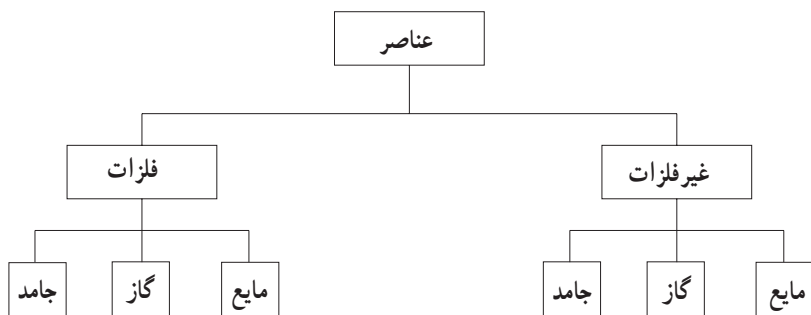 عناصر
غیرفلزات
فلزات
مایع
گاز
جامد
مایع
گاز
جامد